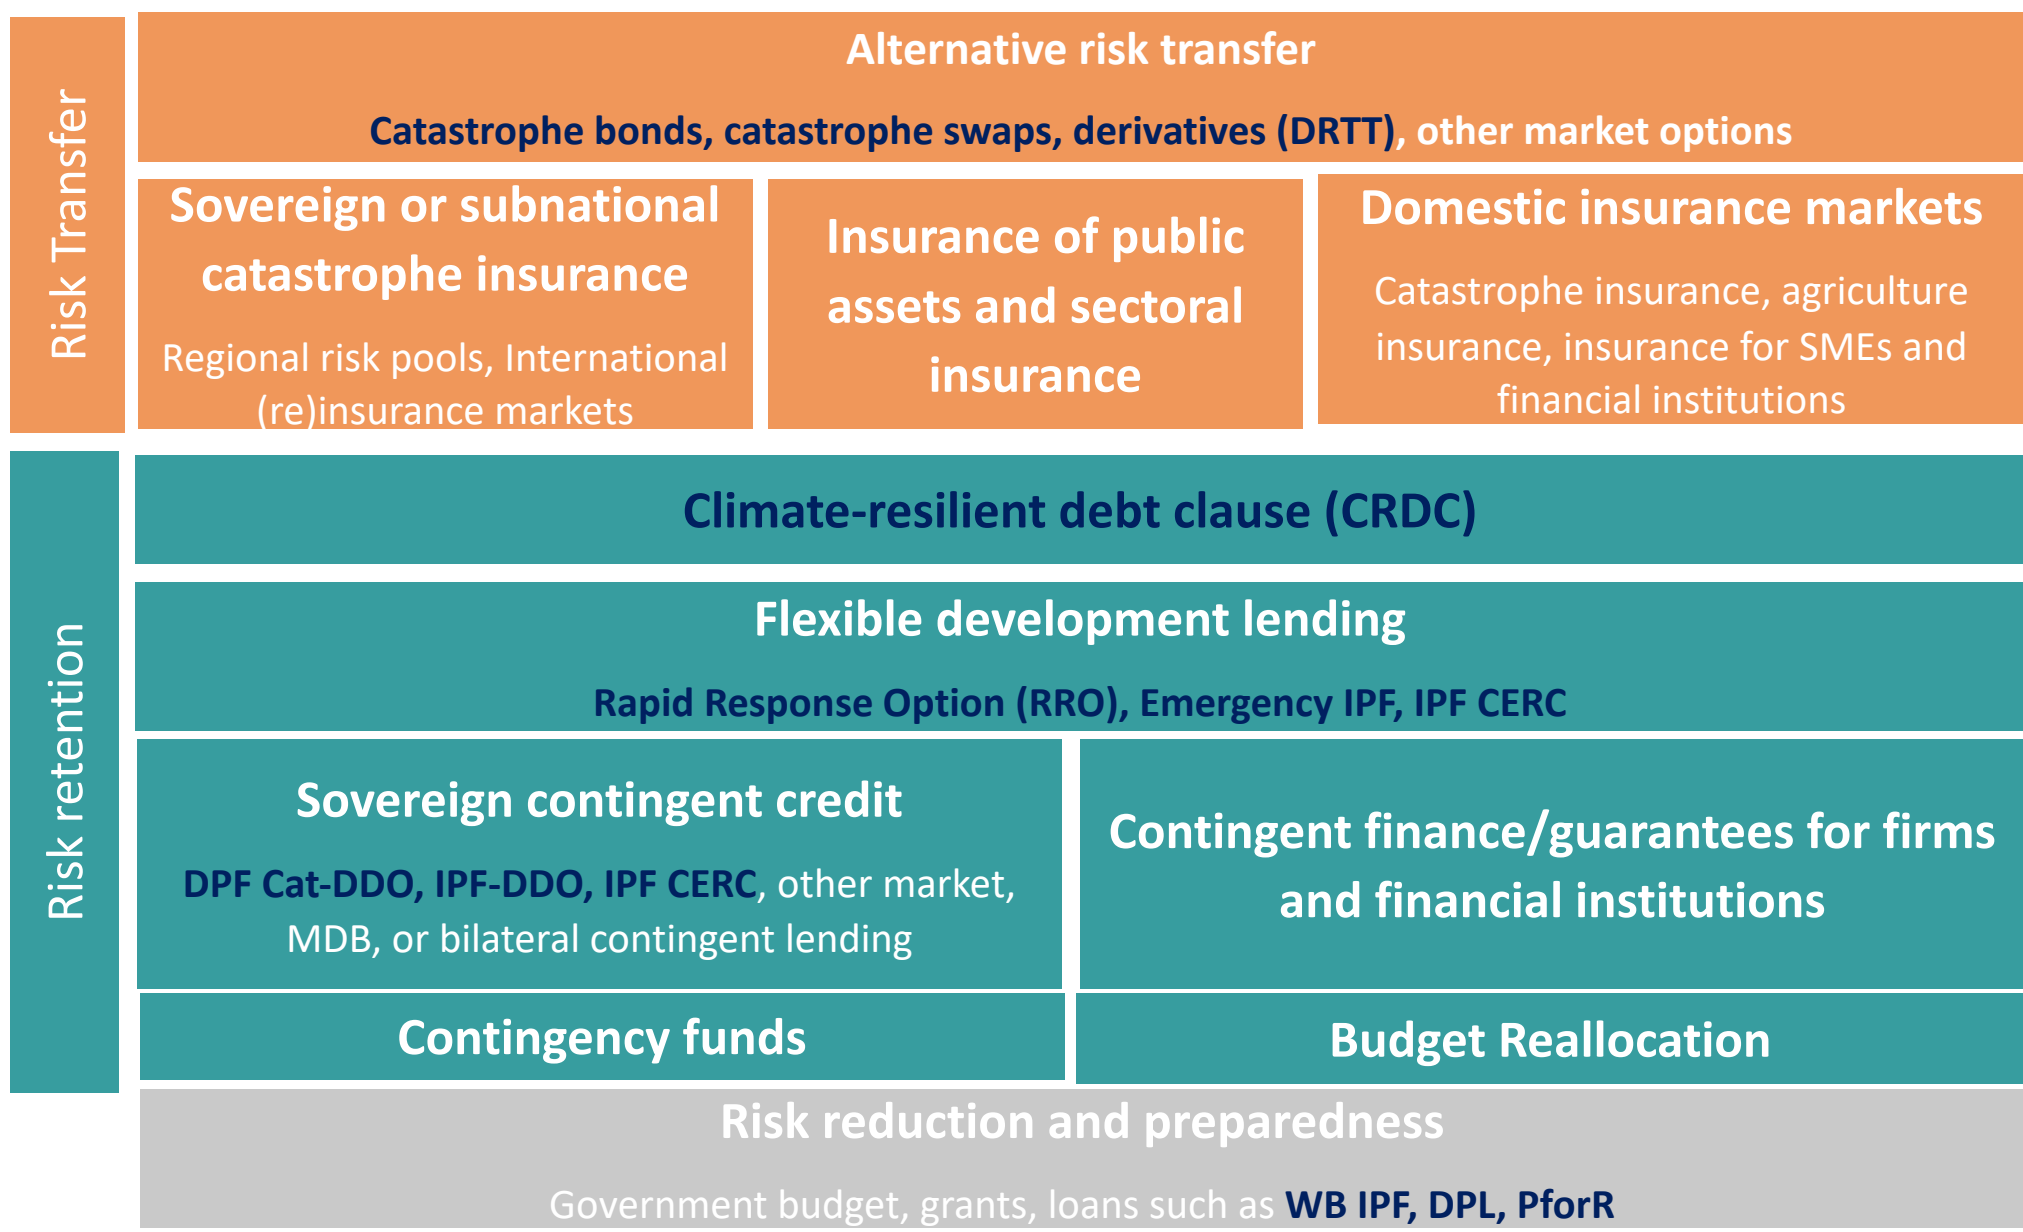 Risk Transfer
Alternative risk transfer
Catastrophe bonds, catastrophe swaps, derivatives (DRTT), other market options
Sovereign or subnational
catastrophe insurance
Regional risk pools, International
(re)insurance markets
Insurance of public
assets and sectoral
insurance
Domestic insurance markets
Catastrophe insurance, agriculture
insurance, insurance for SMEs and
financial institutions
Risk retention
Climate-resilient debt clause (CRDC)
Flexible development lending
Rapid Response Option (RRO), Emergency IPF, IPF CERC
Sovereign contingent credit
DPF Cat-DDO, IPF-DDO, IPF CERC, other market,
MDB, or bilateral contingent lending
Contingent finance/guarantees for firms
and financial institutions
Contingency funds
Budget Reallocation
Risk reduction and preparedness
Government budget, grants, loans such as WB IPF, DPL, PforR